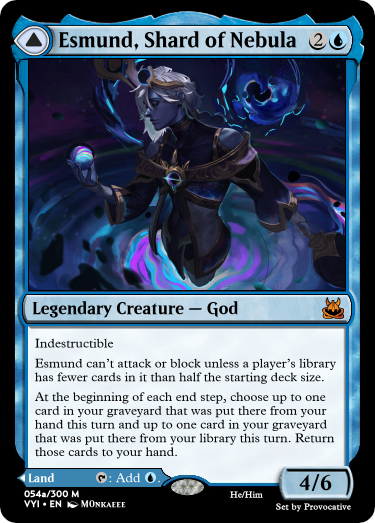 Esmund, Shard of Nebula 2
Legendary Creature — God
Indestructible
Esmund can't attack or block unless a player's library
has fewer cards in it than half the starting deck size.
At the beginning of each end step, choose up to one
card in your graveyard that was put there from your
hand this turn and up to one card in your graveyard
that was put there from your library this turn. Return
those cards to your hand.
Land : Add .
4/6
054a/300 M
VYI • EN M0NKAEEE
He/Him
Set by Provocative